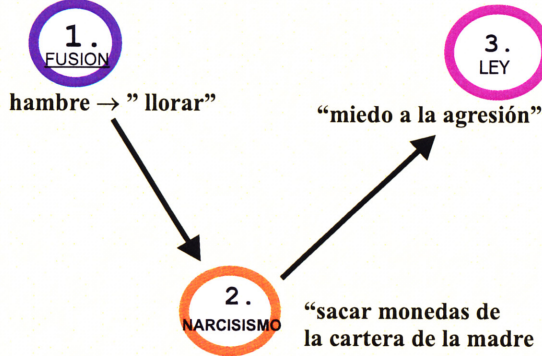 1.
FUSION
hambre → ” llorar”
3.
LEY
“miedo a la agresión”
2.
NARCISISMO
“sacar monedas de
la cartera de la madre